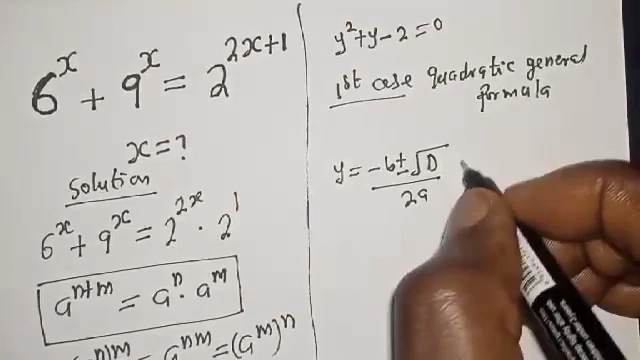 6^x + 9^x = 2^{2x+1}
x = ?
Solution
6^x + 9^x = 2^{2x} · 2^1
a^{n+m} = a^n · a^m
)^m = a^{nm} = (a^m)^n
y^2 + y - 2 = 0
1st case quadratic general
formula
y = \frac{-b ± √D}{2a}